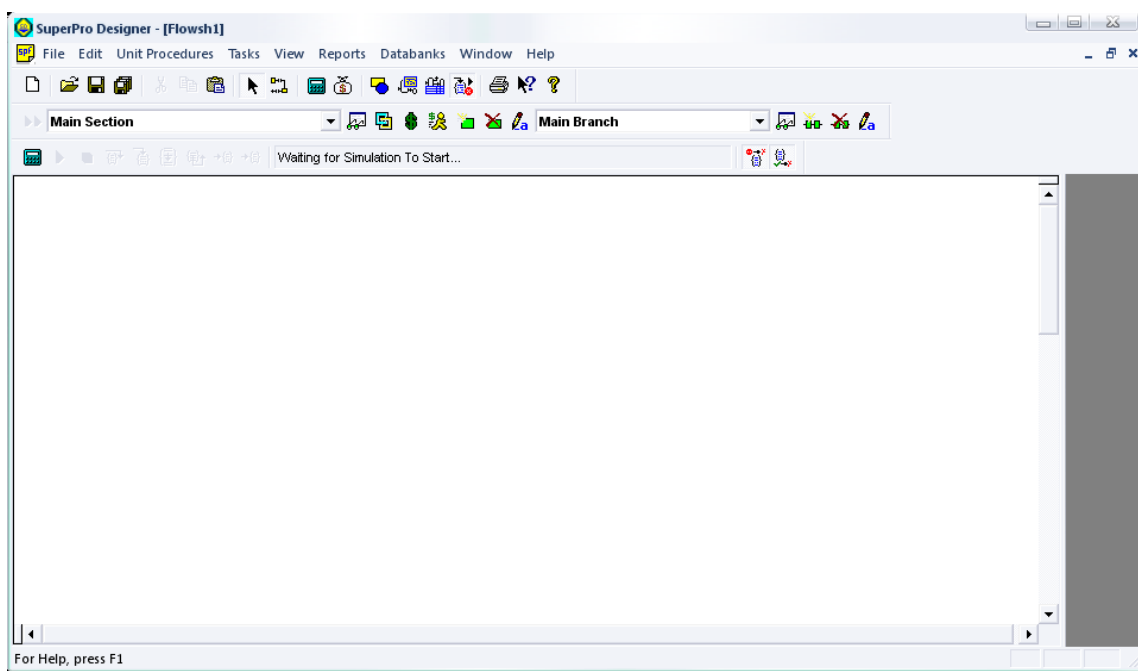 SuperPro Designer - [Flowsh1]
spf File Edit Unit Procedures Tasks View Reports Databanks Window Help
Main Section Main Branch
Waiting for Simulation To Start...
For Help, press F1